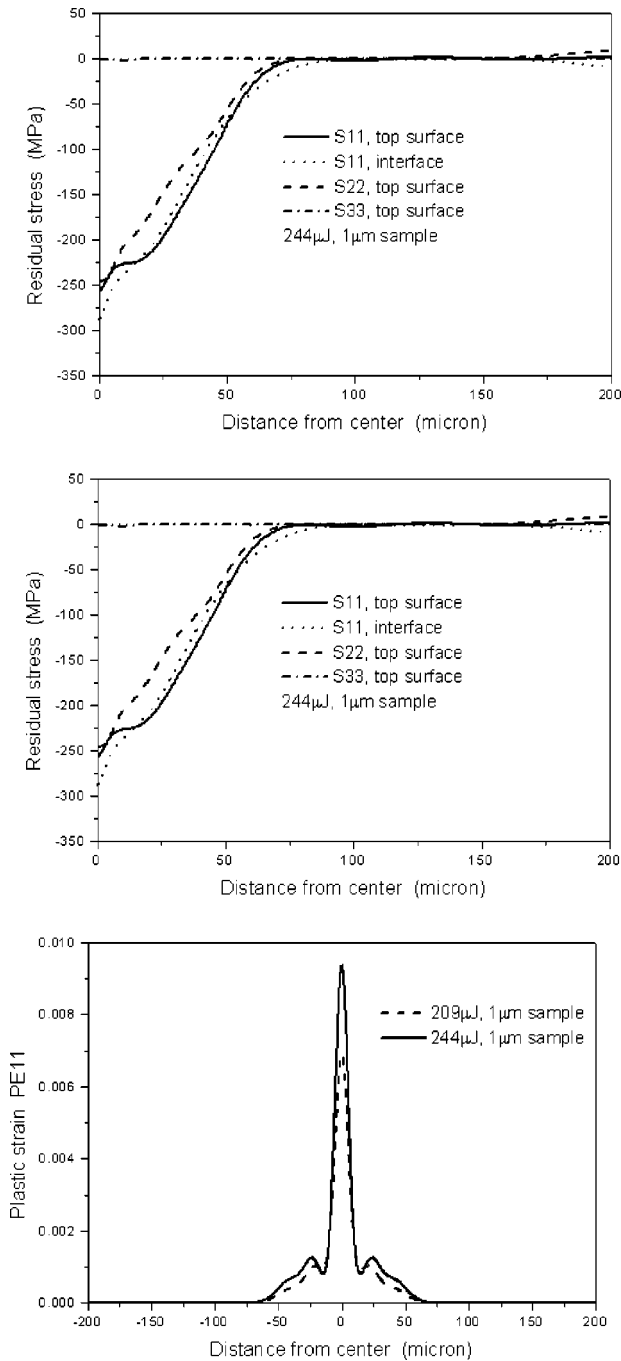 50
0
-50
-100
-150
-200
-250
-300
-350
Residual stress (MPa)
S11, top surface
S11, interface
S22, top surface
S33, top surface
244µJ, 1µm sample
0 50 100 150 200
Distance from center (micron)
50
0
-50
-100
-150
-200
-250
-300
-350
Residual stress (MPa)
S11, top surface
S11, interface
S22, top surface
S33, top surface
244µJ, 1µm sample
0 50 100 150 200
Distance from center (micron)
0.010
0.008
0.006
0.004
0.002
0.000
Plastic strain PE11
209µJ, 1µm sample
244µJ, 1µm sample
-200 -150 -100 -50 0 50 100 150 200
Distance from center (micron)